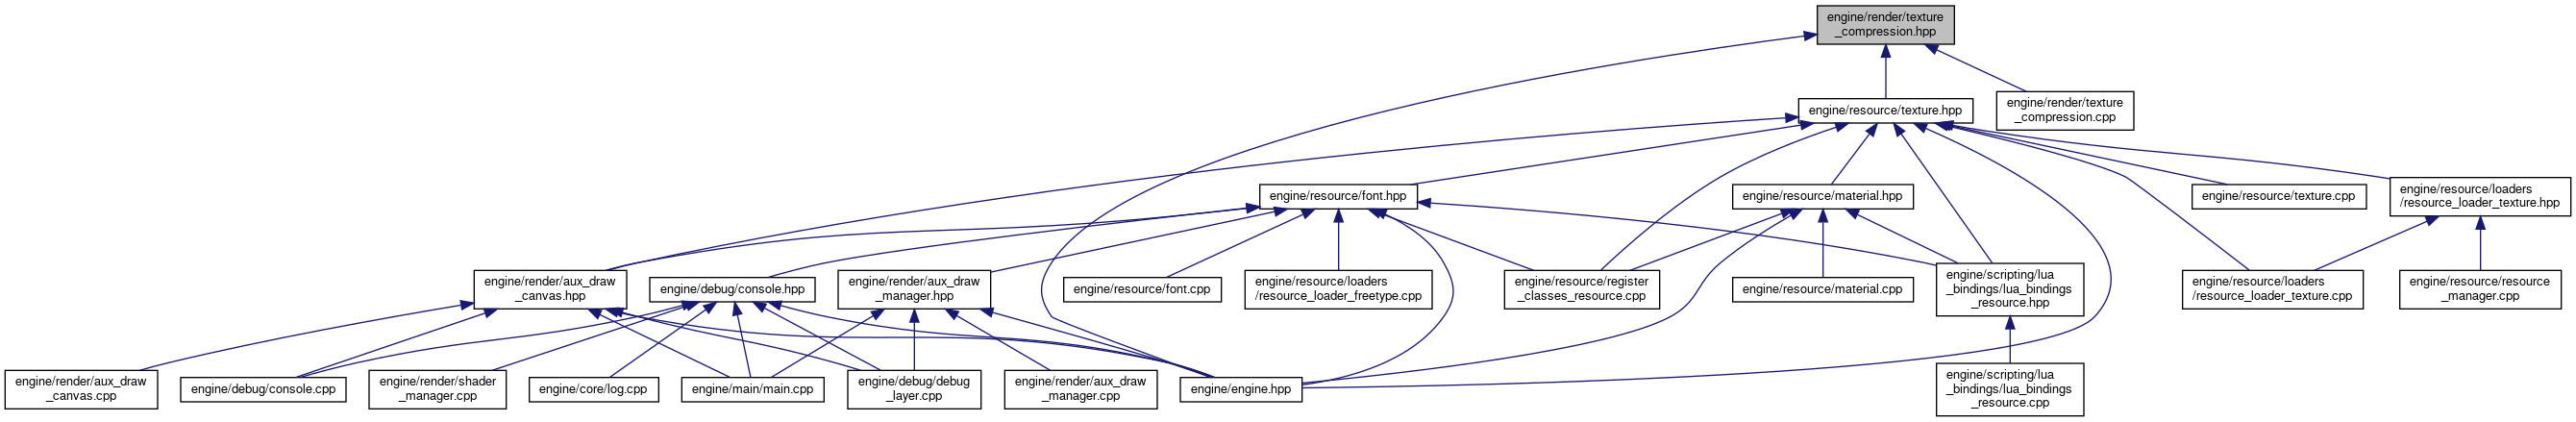 engine/render/texture
_compression.hpp
engine/resource/texture.hpp
engine/render/texture
_compression.cpp
engine/resource/font.hpp
engine/resource/material.hpp
engine/resource/texture.cpp
engine/resource/loaders
/resource_loader_texture.hpp
engine/render/aux_draw
_canvas.hpp
engine/debug/console.hpp
engine/render/aux_draw
_manager.hpp
engine/resource/font.cpp
engine/resource/loaders
/resource_loader_freetype.cpp
engine/resource/register
_classes_resource.cpp
engine/resource/material.cpp
engine/scripting/lua
_bindings/lua_bindings
_resource.hpp
engine/resource/loaders
/resource_loader_texture.cpp
engine/resource/resource
_manager.cpp
engine/render/aux_draw
_canvas.cpp
engine/debug/console.cpp
engine/render/shader
_manager.cpp
engine/core/log.cpp
engine/main/main.cpp
engine/debug/debug
_layer.cpp
engine/render/aux_draw
_manager.cpp
engine/engine.hpp
engine/scripting/lua
_bindings/lua_bindings
_resource.cpp